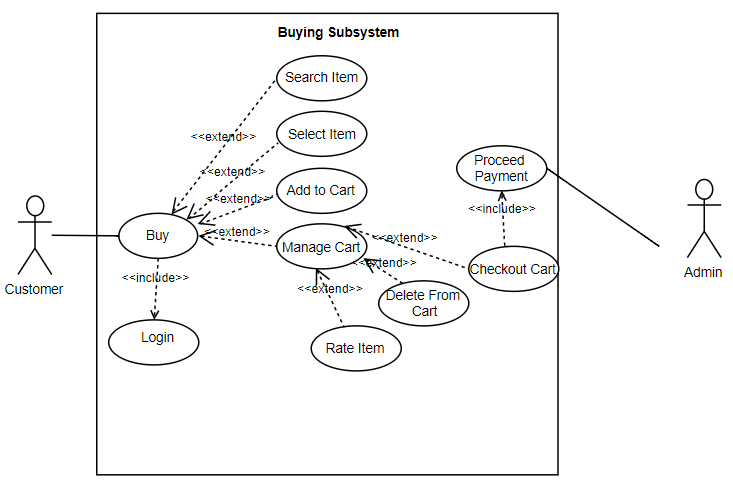 Buying Subsystem
Search Item
<<extend>>
Select Item
<<extend>>
Proceed
Payment
Add to Cart
<<extend>>
<<include>>
Buy
<<extend>>
Manage Cart
<<extend>>
<<extend>>
Checkout Cart
Admin
Customer
<<include>>
<<extend>>
Delete From
Cart
Login
Rate Item